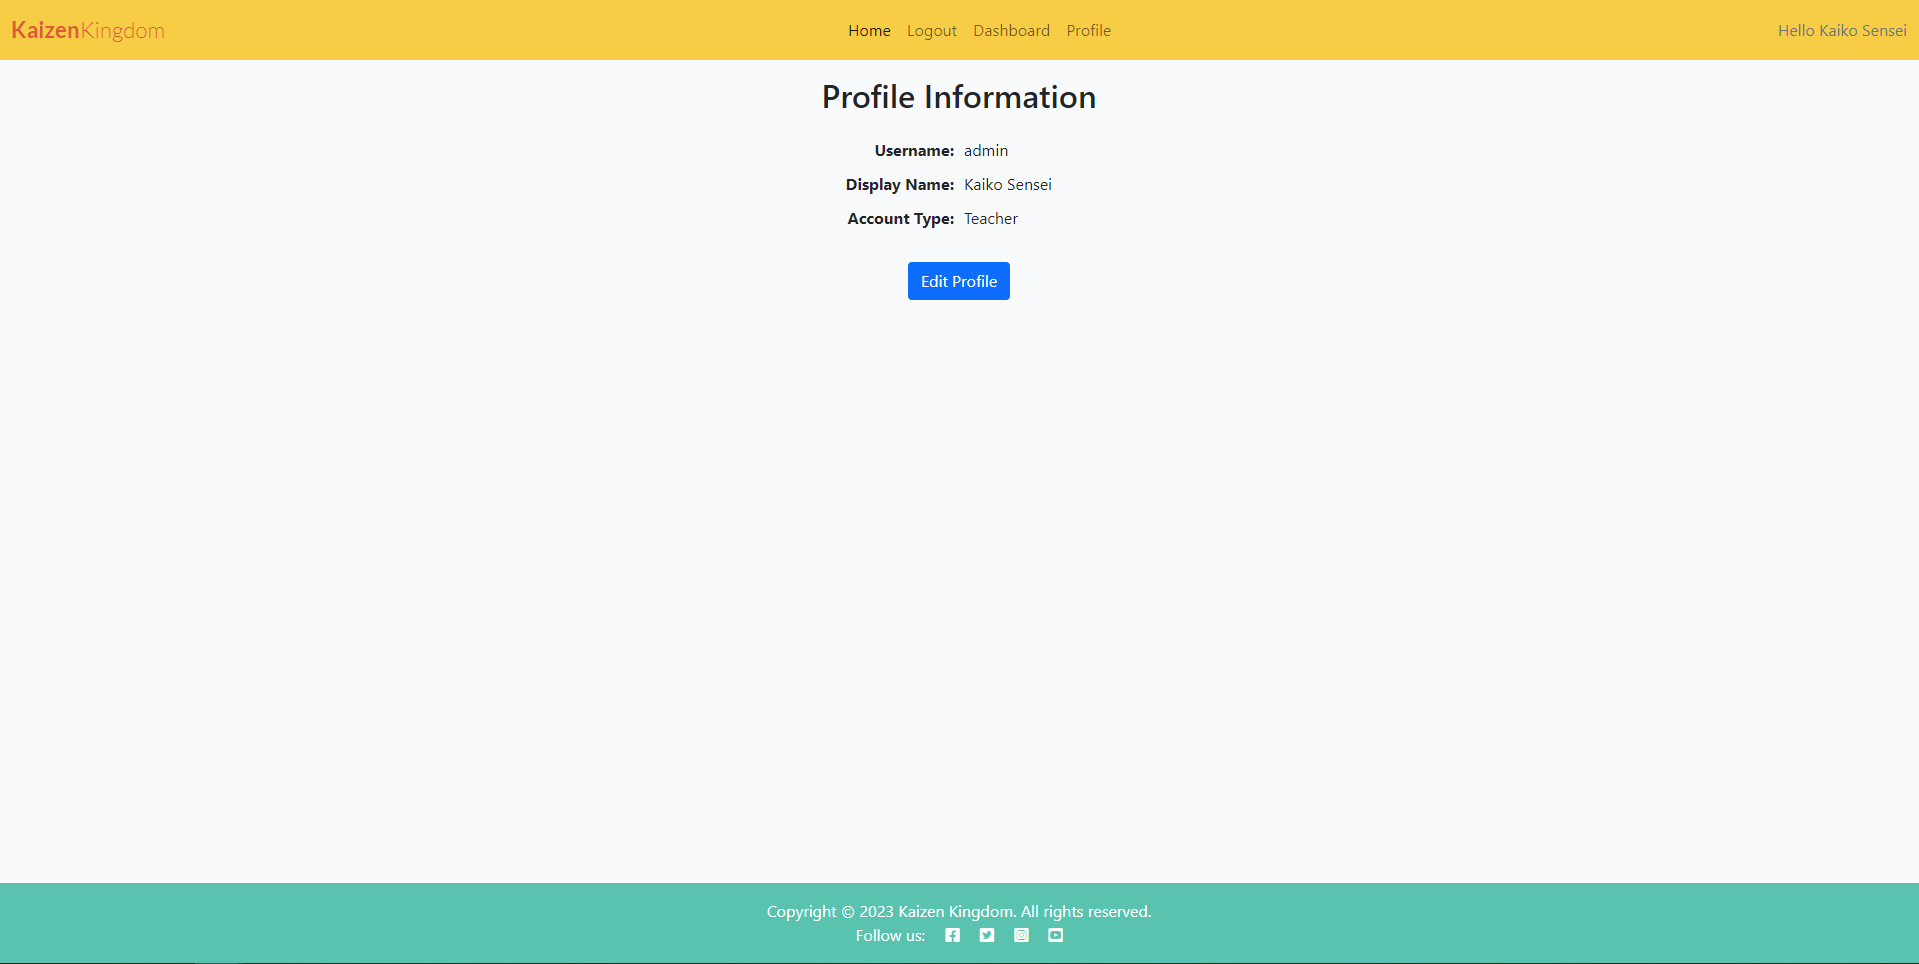 KaizenKingdom
Home Logout Dashboard Profile
Hello Kaiko Sensei
Profile Information
Username: admin
Display Name: Kaiko Sensei
Account Type: Teacher
Edit Profile
Copyright © 2023 Kaizen Kingdom. All rights reserved.
Follow us: